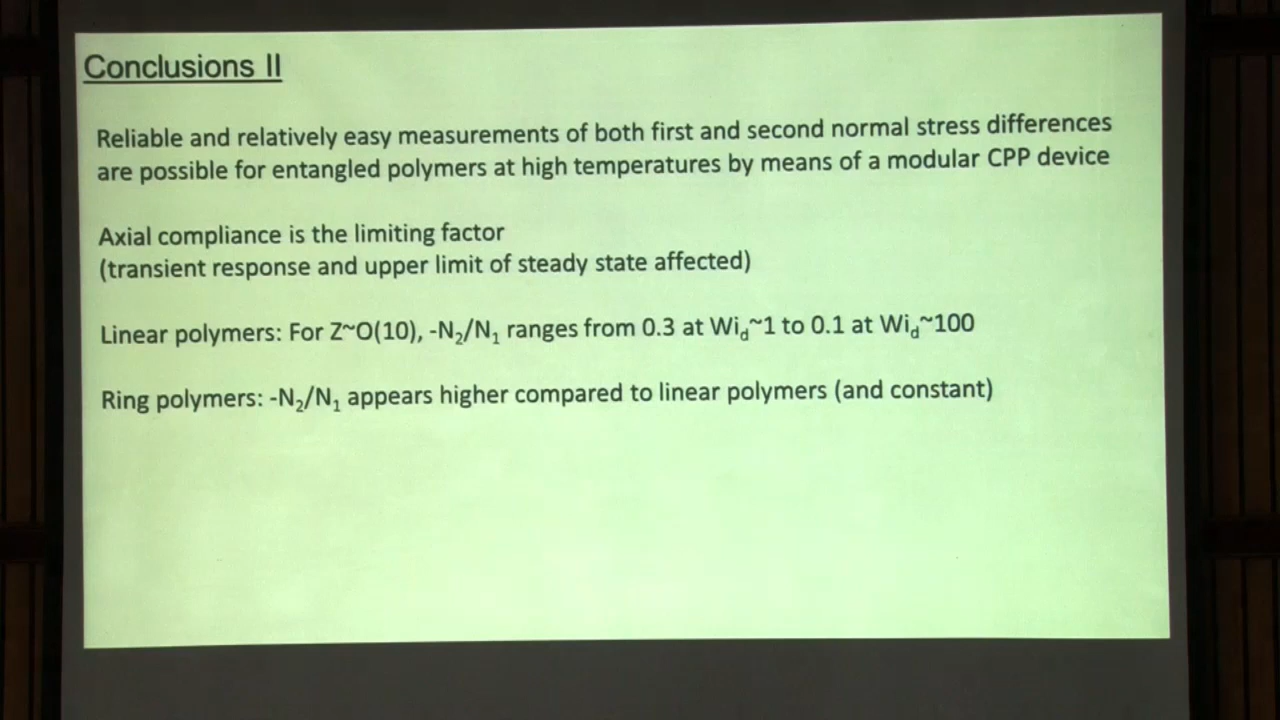 Conclusions II
Reliable and relatively easy measurements of both first and second normal stress differences
are possible for entangled polymers at high temperatures by means of a modular CPP device
Axial compliance is the limiting factor
(transient response and upper limit of steady state affected)
Linear polymers: For Z~O(10), -N₂/N₁ ranges from 0.3 at Wi_d~1 to 0.1 at Wi_d~100
Ring polymers: -N₂/N₁ appears higher compared to linear polymers (and constant)